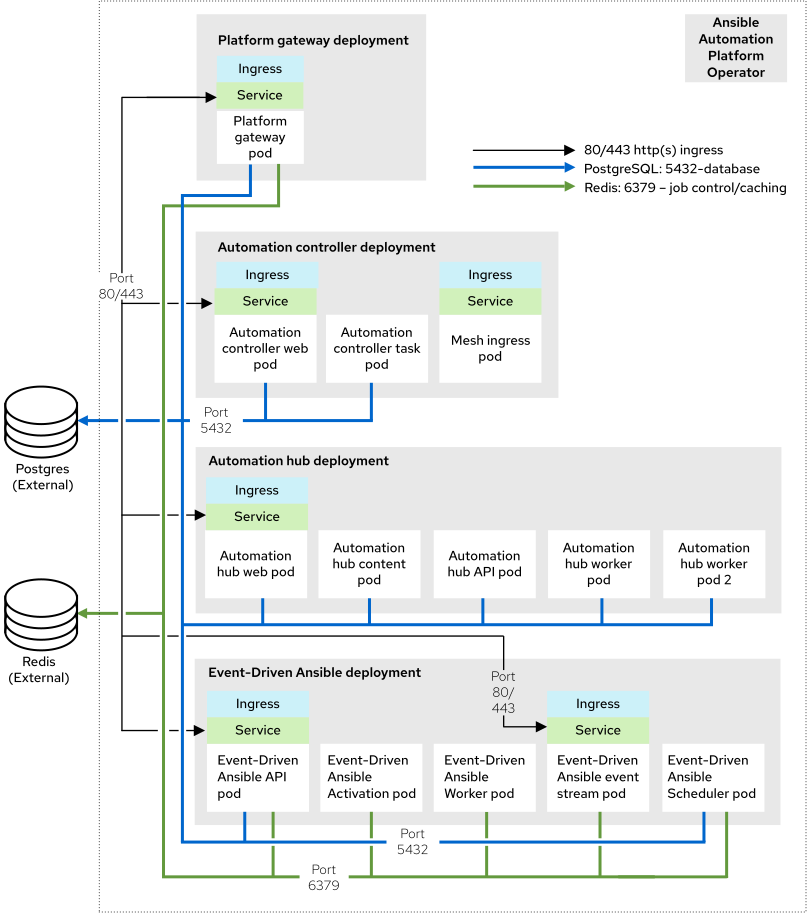 Platform gateway deployment
Ingress
Service
Platform
gateway
pod
Ansible
Automation
Platform
Operator
80/443 http(s) ingress
PostgreSQL: 5432-database
Redis: 6379 – job control/caching
Port
80/443
Automation controller deployment
Ingress
Service
Automation
controller web
pod
Automation
controller task
pod
Ingress
Service
Mesh ingress
pod
Port
5432
Postgres
(External)
Automation hub deployment
Ingress
Service
Automation
hub web pod
Automation
hub content
pod
Automation
hub API pod
Automation
hub worker
pod
Automation
hub worker
pod 2
Redis
(External)
Event-Driven Ansible deployment
Port
80/
443
Ingress
Service
Event-Driven
Ansible API
pod
Event-Driven
Ansible
Activation pod
Event-Driven
Ansible
Worker pod
Ingress
Service
Event-Driven
Ansible event
stream pod
Event-Driven
Ansible
Scheduler pod
Port
5432
Port
6379